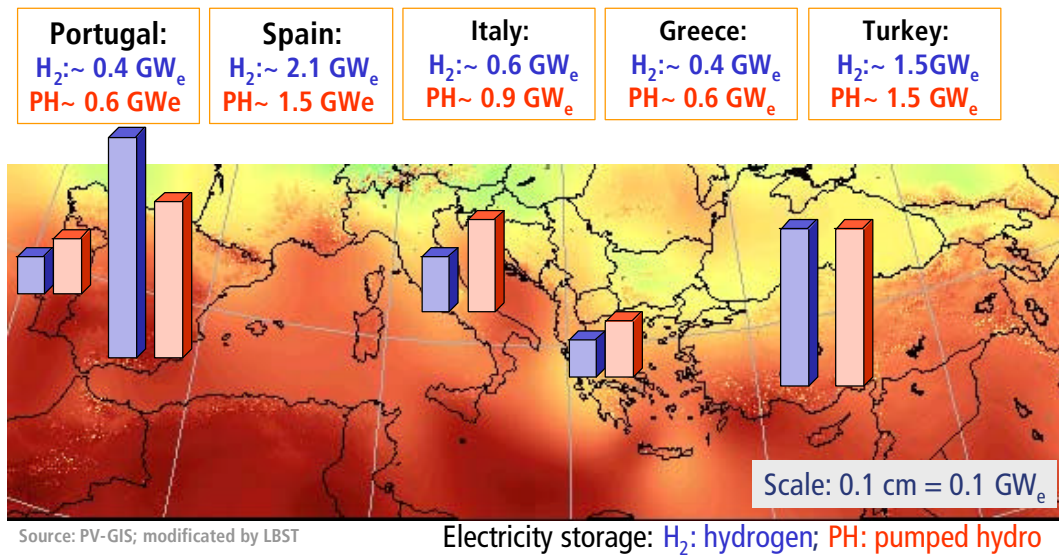 Portugal:
H₂:~ 0.4 GWₑ
PH~ 0.6 GWe
Spain:
H₂:~ 2.1 GWₑ
PH~ 1.5 GWe
Italy:
H₂:~ 0.6 GWₑ
PH~ 0.9 GWₑ
Greece:
H₂:~ 0.4 GWₑ
PH~ 0.6 GWₑ
Turkey:
H₂:~ 1.5GWₑ
PH~ 1.5 GWₑ
Scale: 0.1 cm = 0.1 GWₑ
Source: PV-GIS; modificated by LBST
Electricity storage: H₂: hydrogen; PH: pumped hydro